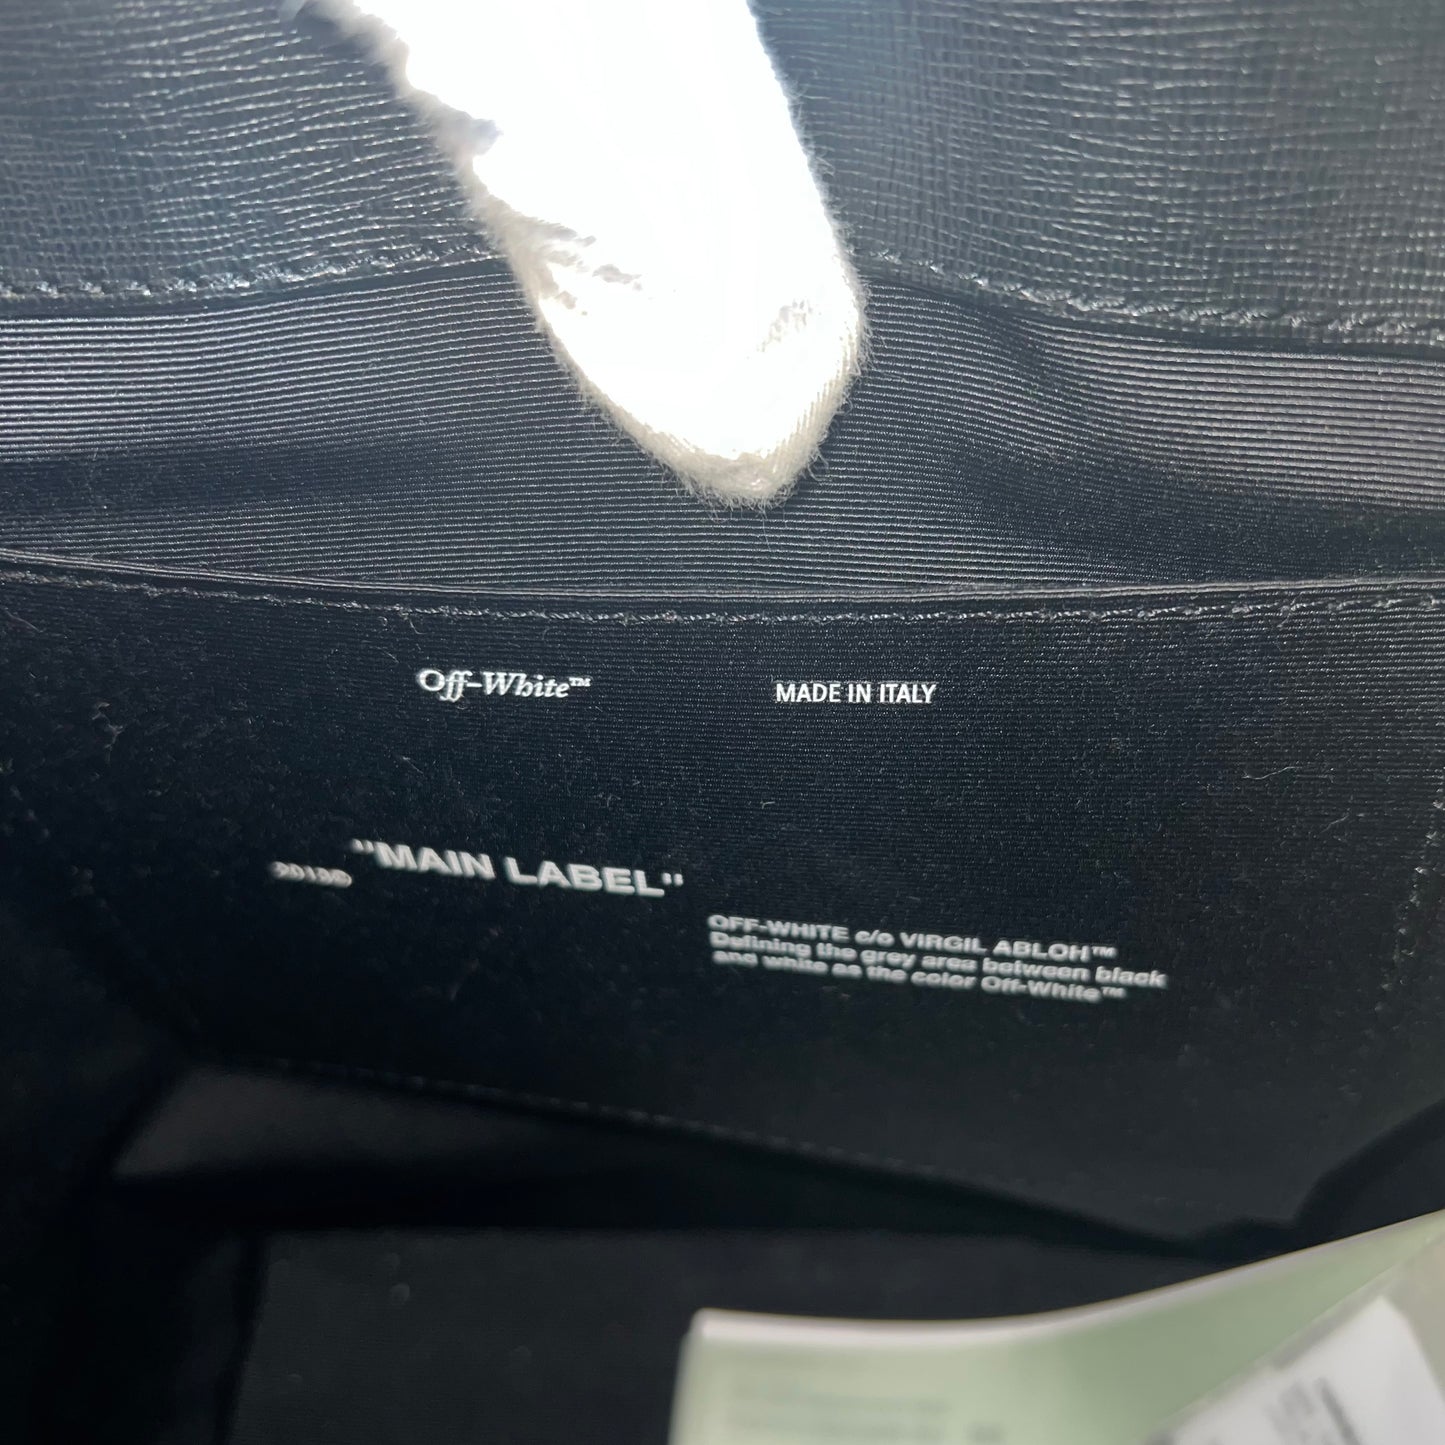 Off-White™
MADE IN ITALY
"MAIN LABEL"
OFF-WHITE c/o VIRGIL ABLOH™
Defining the grey area between black
and white as the color Off-White™